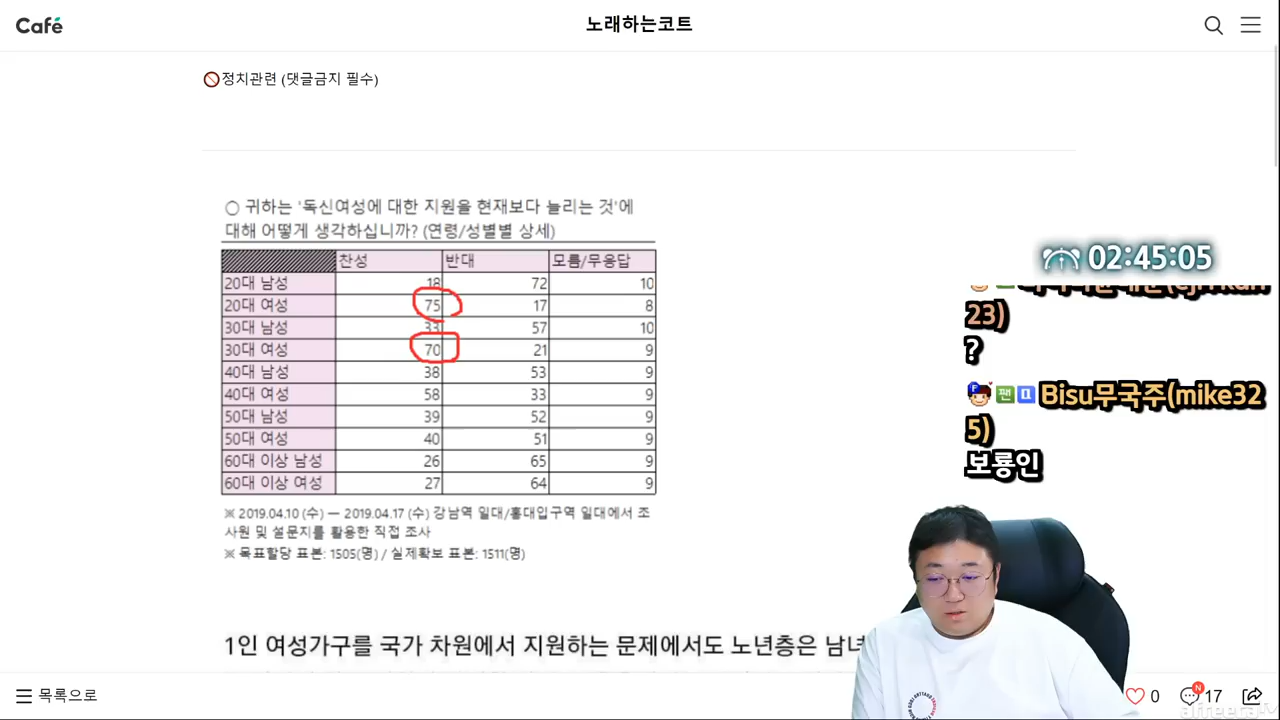 Café
노래하는코트
🚫정치관련 (댓글금지 필수)
○ 귀하는 '독신여성에 대한 지원을 현재보다 늘리는 것'에
대해 어떻게 생각하십니까? (연령/성별별 상세)
찬성 반대 모름/무응답
20대 남성 18 72 10
20대 여성 75 17 8
30대 남성 33 57 10
30대 여성 70 21 9
40대 남성 38 53 9
40대 여성 58 33 9
50대 남성 39 52 9
50대 여성 40 51 9
60대 이상 남성 26 65 9
60대 이상 여성 27 64 9
※ 2019.04.10 (수) — 2019.04.17 (수) 강남역 일대/홍대입구역 일대에서 조
사원 및 설문지를 활용한 직접 조사
※ 목표할당 표본: 1505(명) / 실제확보 표본: 1511(명)
1인 여성가구를 국가 차원에서 지원하는 문제에서도 노년층은 남녀
02:45:05
23)
?
F 팬 Bisu무국주(mike32
5)
보룡인
목록으로
0
N
17
afreecaTV